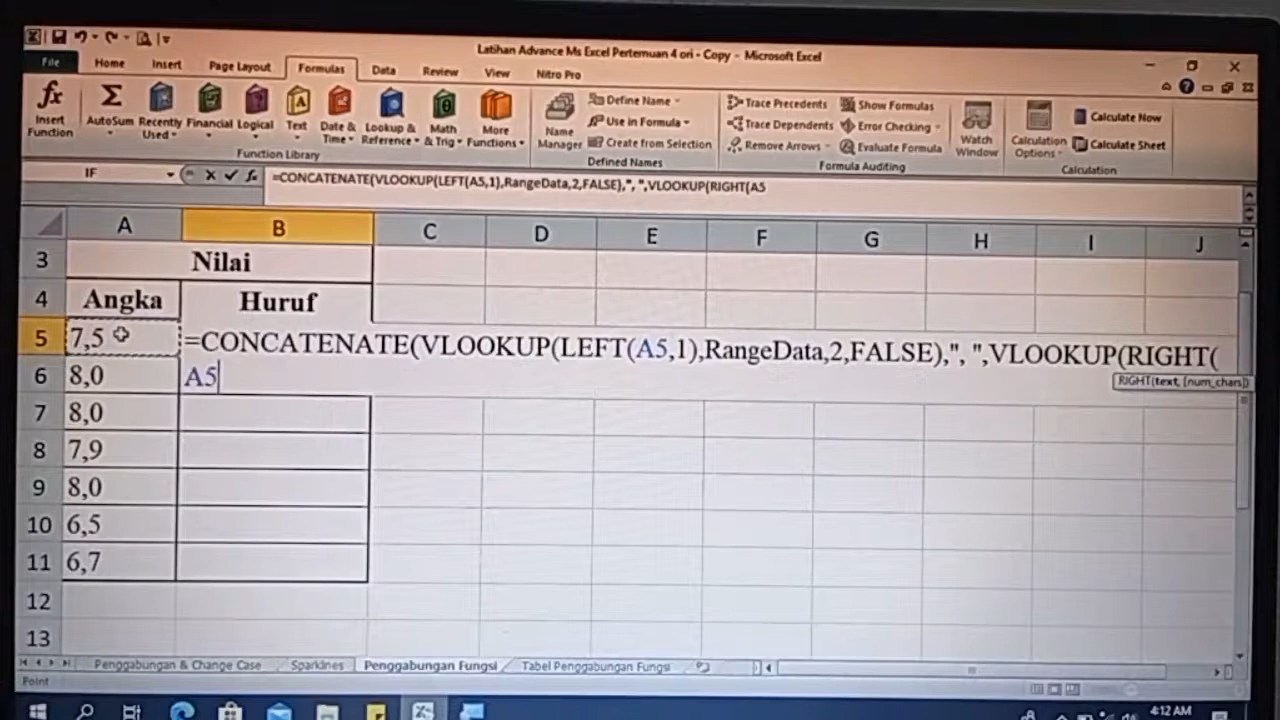 Latihan Advance Ms Excel Pertemuan 4 ori - Copy - Microsoft Excel
File Home Insert Page Layout Formulas Data Review View Nitro Pro
Insert Function
AutoSum
Recently Used
Financial
Logical
Text
Date & Time
Lookup & Reference
Math & Trig
More Functions
Function Library
Name Manager
Define Name
Use in Formula
Create from Selection
Defined Names
Trace Precedents
Trace Dependents
Remove Arrows
Show Formulas
Error Checking
Evaluate Formula
Formula Auditing
Watch Window
Calculation Options
Calculate Now
Calculate Sheet
Calculation
IF fx =CONCATENATE(VLOOKUP(LEFT(A5,1),RangeData,2,FALSE),", ",VLOOKUP(RIGHT(A5
A B C D E F G H I J
3 Nilai
4 Angka Huruf
5 7,5 =CONCATENATE(VLOOKUP(LEFT(A5,1),RangeData,2,FALSE),", ",VLOOKUP(RIGHT(
6 8,0 A5
RIGHT(text, [num_chars])
7 8,0
8 7,9
9 8,0
10 6,5
11 6,7
12
13
Penggabungan & Change Case Sparklines Penggabungan Fungsi Tabel Penggabungan Fungsi
Point
4:12 AM